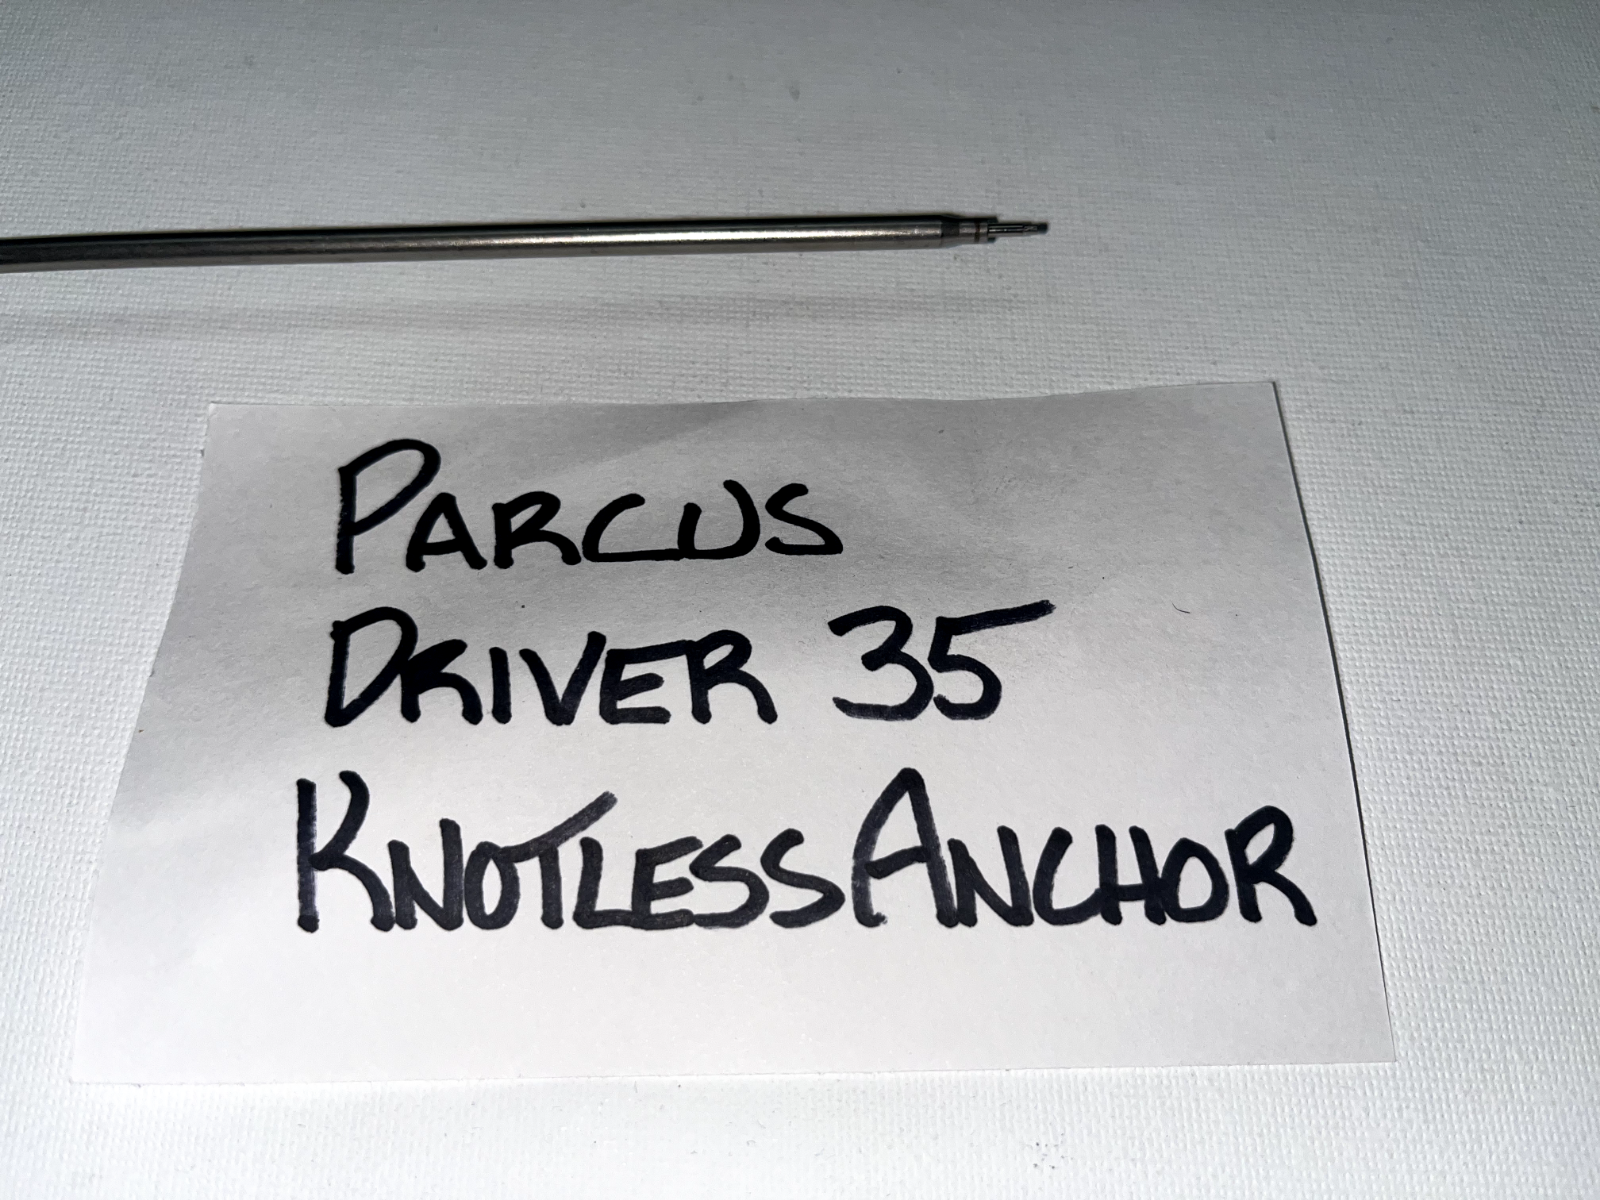 PARCUS
DRIVER 35
KNOTLESS ANCHOR